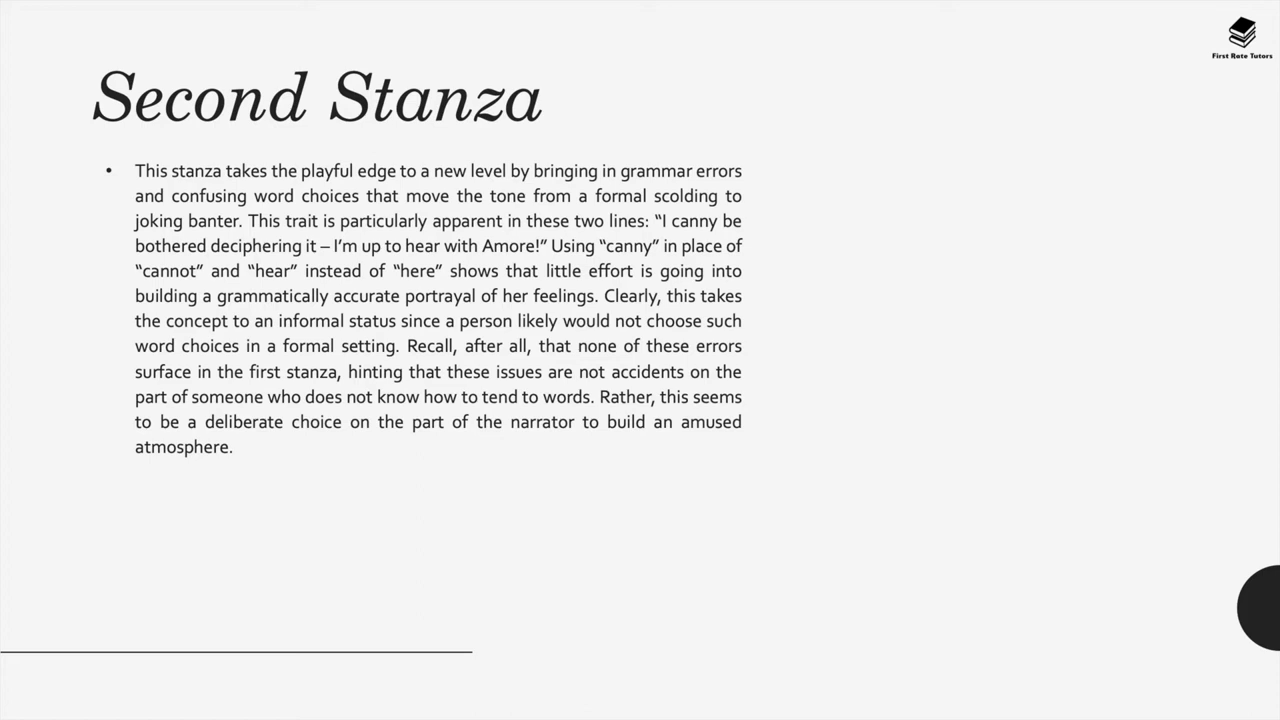 First Rate Tutors
Second Stanza
• This stanza takes the playful edge to a new level by bringing in grammar errors
and confusing word choices that move the tone from a formal scolding to
joking banter. This trait is particularly apparent in these two lines: “I canny be
bothered deciphering it – I’m up to hear with Amore!” Using “canny” in place of
“cannot” and “hear” instead of “here” shows that little effort is going into
building a grammatically accurate portrayal of her feelings. Clearly, this takes
the concept to an informal status since a person likely would not choose such
word choices in a formal setting. Recall, after all, that none of these errors
surface in the first stanza, hinting that these issues are not accidents on the
part of someone who does not know how to tend to words. Rather, this seems
to be a deliberate choice on the part of the narrator to build an amused
atmosphere.